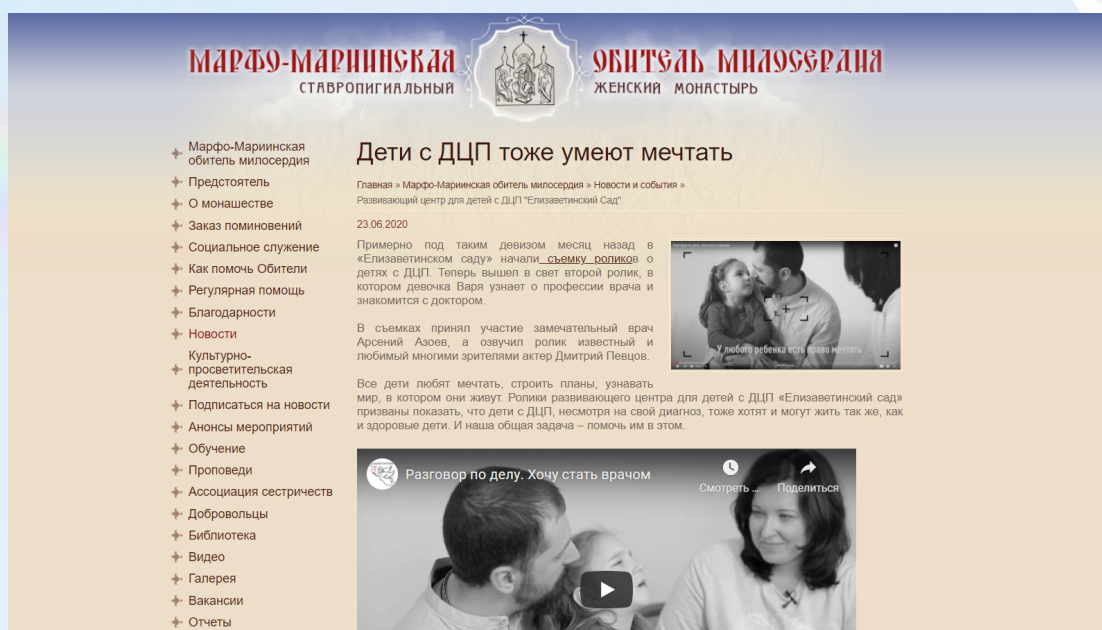 МАРФО-МАРИИНСКАЯ ОБИТЕЛЬ МИЛОСЕРДИЯ
СТАВРОПИГИАЛЬНЫЙ ЖЕНСКИЙ МОНАСТЫРЬ
Марфо-Мариинская
обитель милосердия
Предстоятель
О монашестве
Заказ поминовений
Социальное служение
Как помочь Обители
Регулярная помощь
Благодарности
Новости
Культурно-
просветительская
деятельность
Подписаться на новости
Анонсы мероприятий
Обучение
Проповеди
Ассоциация сестричеств
Добровольцы
Библиотека
Видео
Галерея
Вакансии
Отчеты
Дети с ДЦП тоже умеют мечтать
Главная » Марфо-Мариинская обитель милосердия » Новости и события »
Развивающий центр для детей с ДЦП "Елизаветинский Сад"
23.06.2020
Примерно под таким девизом месяц назад в
«Елизаветинском саду» начали съемку роликов о
детях с ДЦП. Теперь вышел в свет второй ролик, в
котором девочка Варя узнает о профессии врача и
знакомится с доктором.
В съемках принял участие замечательный врач
Арсений Азоев, а озвучил ролик известный и
любимый многими зрителями актер Дмитрий Певцов.
У любого ребенка есть право мечтать
Все дети любят мечтать, строить планы, узнавать
мир, в котором они живут. Ролики развивающего центра для детей с ДЦП «Елизаветинский сад»
призваны показать, что дети с ДЦП, несмотря на свой диагноз, тоже хотят и могут жить так же, как
и здоровые дети. И наша общая задача – помочь им в этом.
Разговор по делу. Хочу стать врачом
Смотреть ... Поделиться